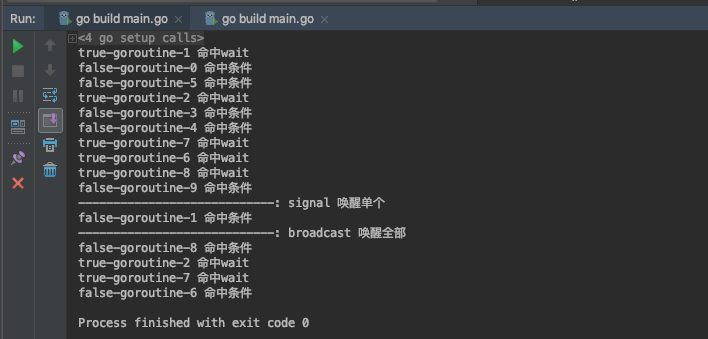 Run: go build main.go × go build main.go ×
<4 go setup calls>
true-goroutine-1 命中wait
false-goroutine-0 命中条件
false-goroutine-5 命中条件
true-goroutine-2 命中wait
false-goroutine-3 命中条件
false-goroutine-4 命中条件
true-goroutine-7 命中wait
true-goroutine-6 命中wait
true-goroutine-8 命中wait
false-goroutine-9 命中条件
----------------------------: signal 唤醒单个
false-goroutine-1 命中条件
----------------------------: broadcast 唤醒全部
false-goroutine-8 命中条件
true-goroutine-2 命中wait
true-goroutine-7 命中wait
false-goroutine-6 命中条件
Process finished with exit code 0